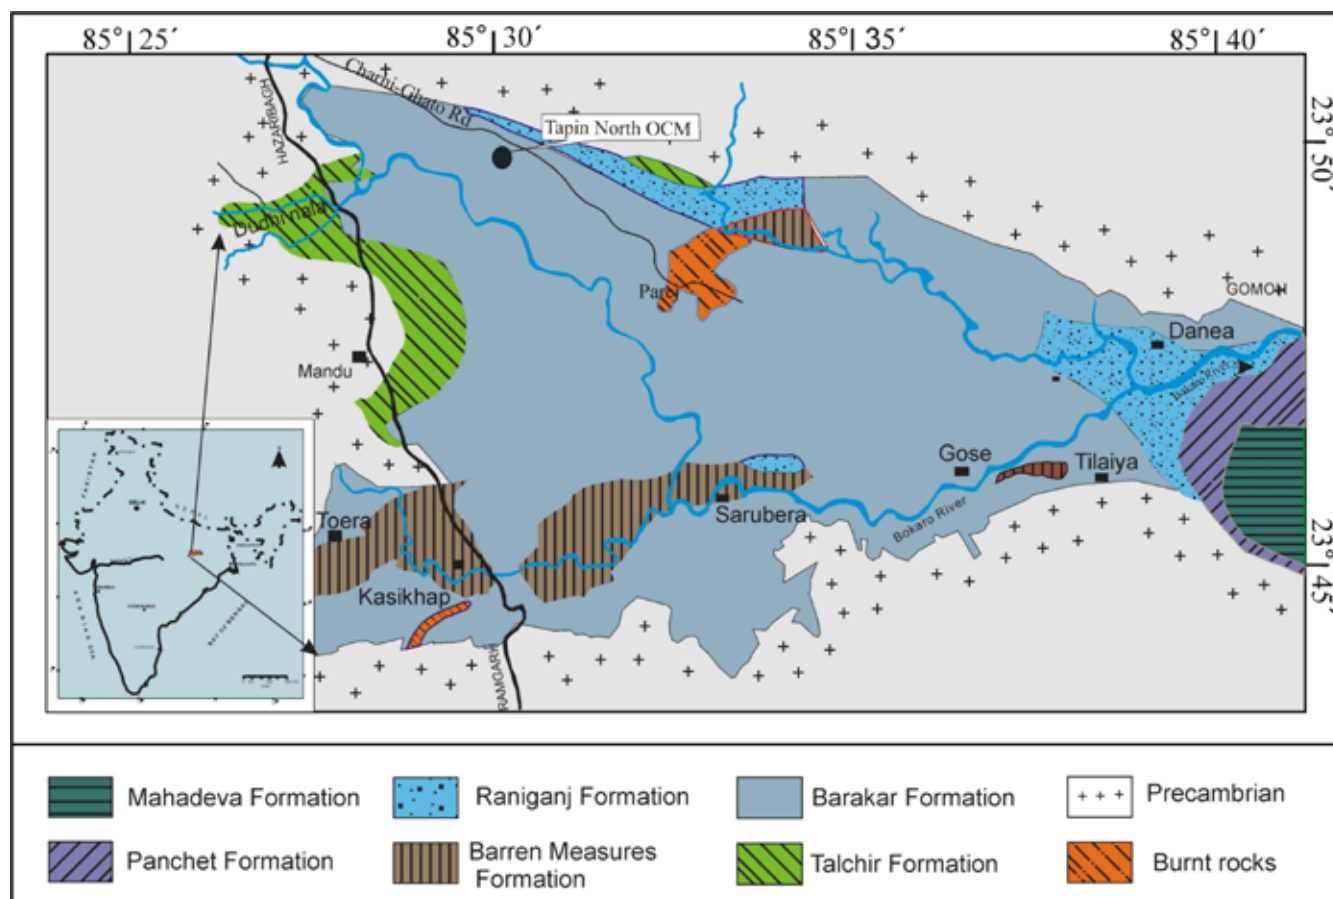 85° 25′ 85° 30′ 85° 35′ 85° 40′
23° 50′
23° 45′
HAZARIBAGH
Charhi-Ghato Rd
Tapin North OCM
Dudhi nala
Parej
GOMOH
Danea
Bokaro River
Mandu
Gose
Tilaiya
Toera
Sarubera
Bokaro River
Kasikhap
RAMGARH
Mahadeva Formation
Raniganj Formation
Barakar Formation
Precambrian
Panchet Formation
Barren Measures
Formation
Talchir Formation
Burnt rocks